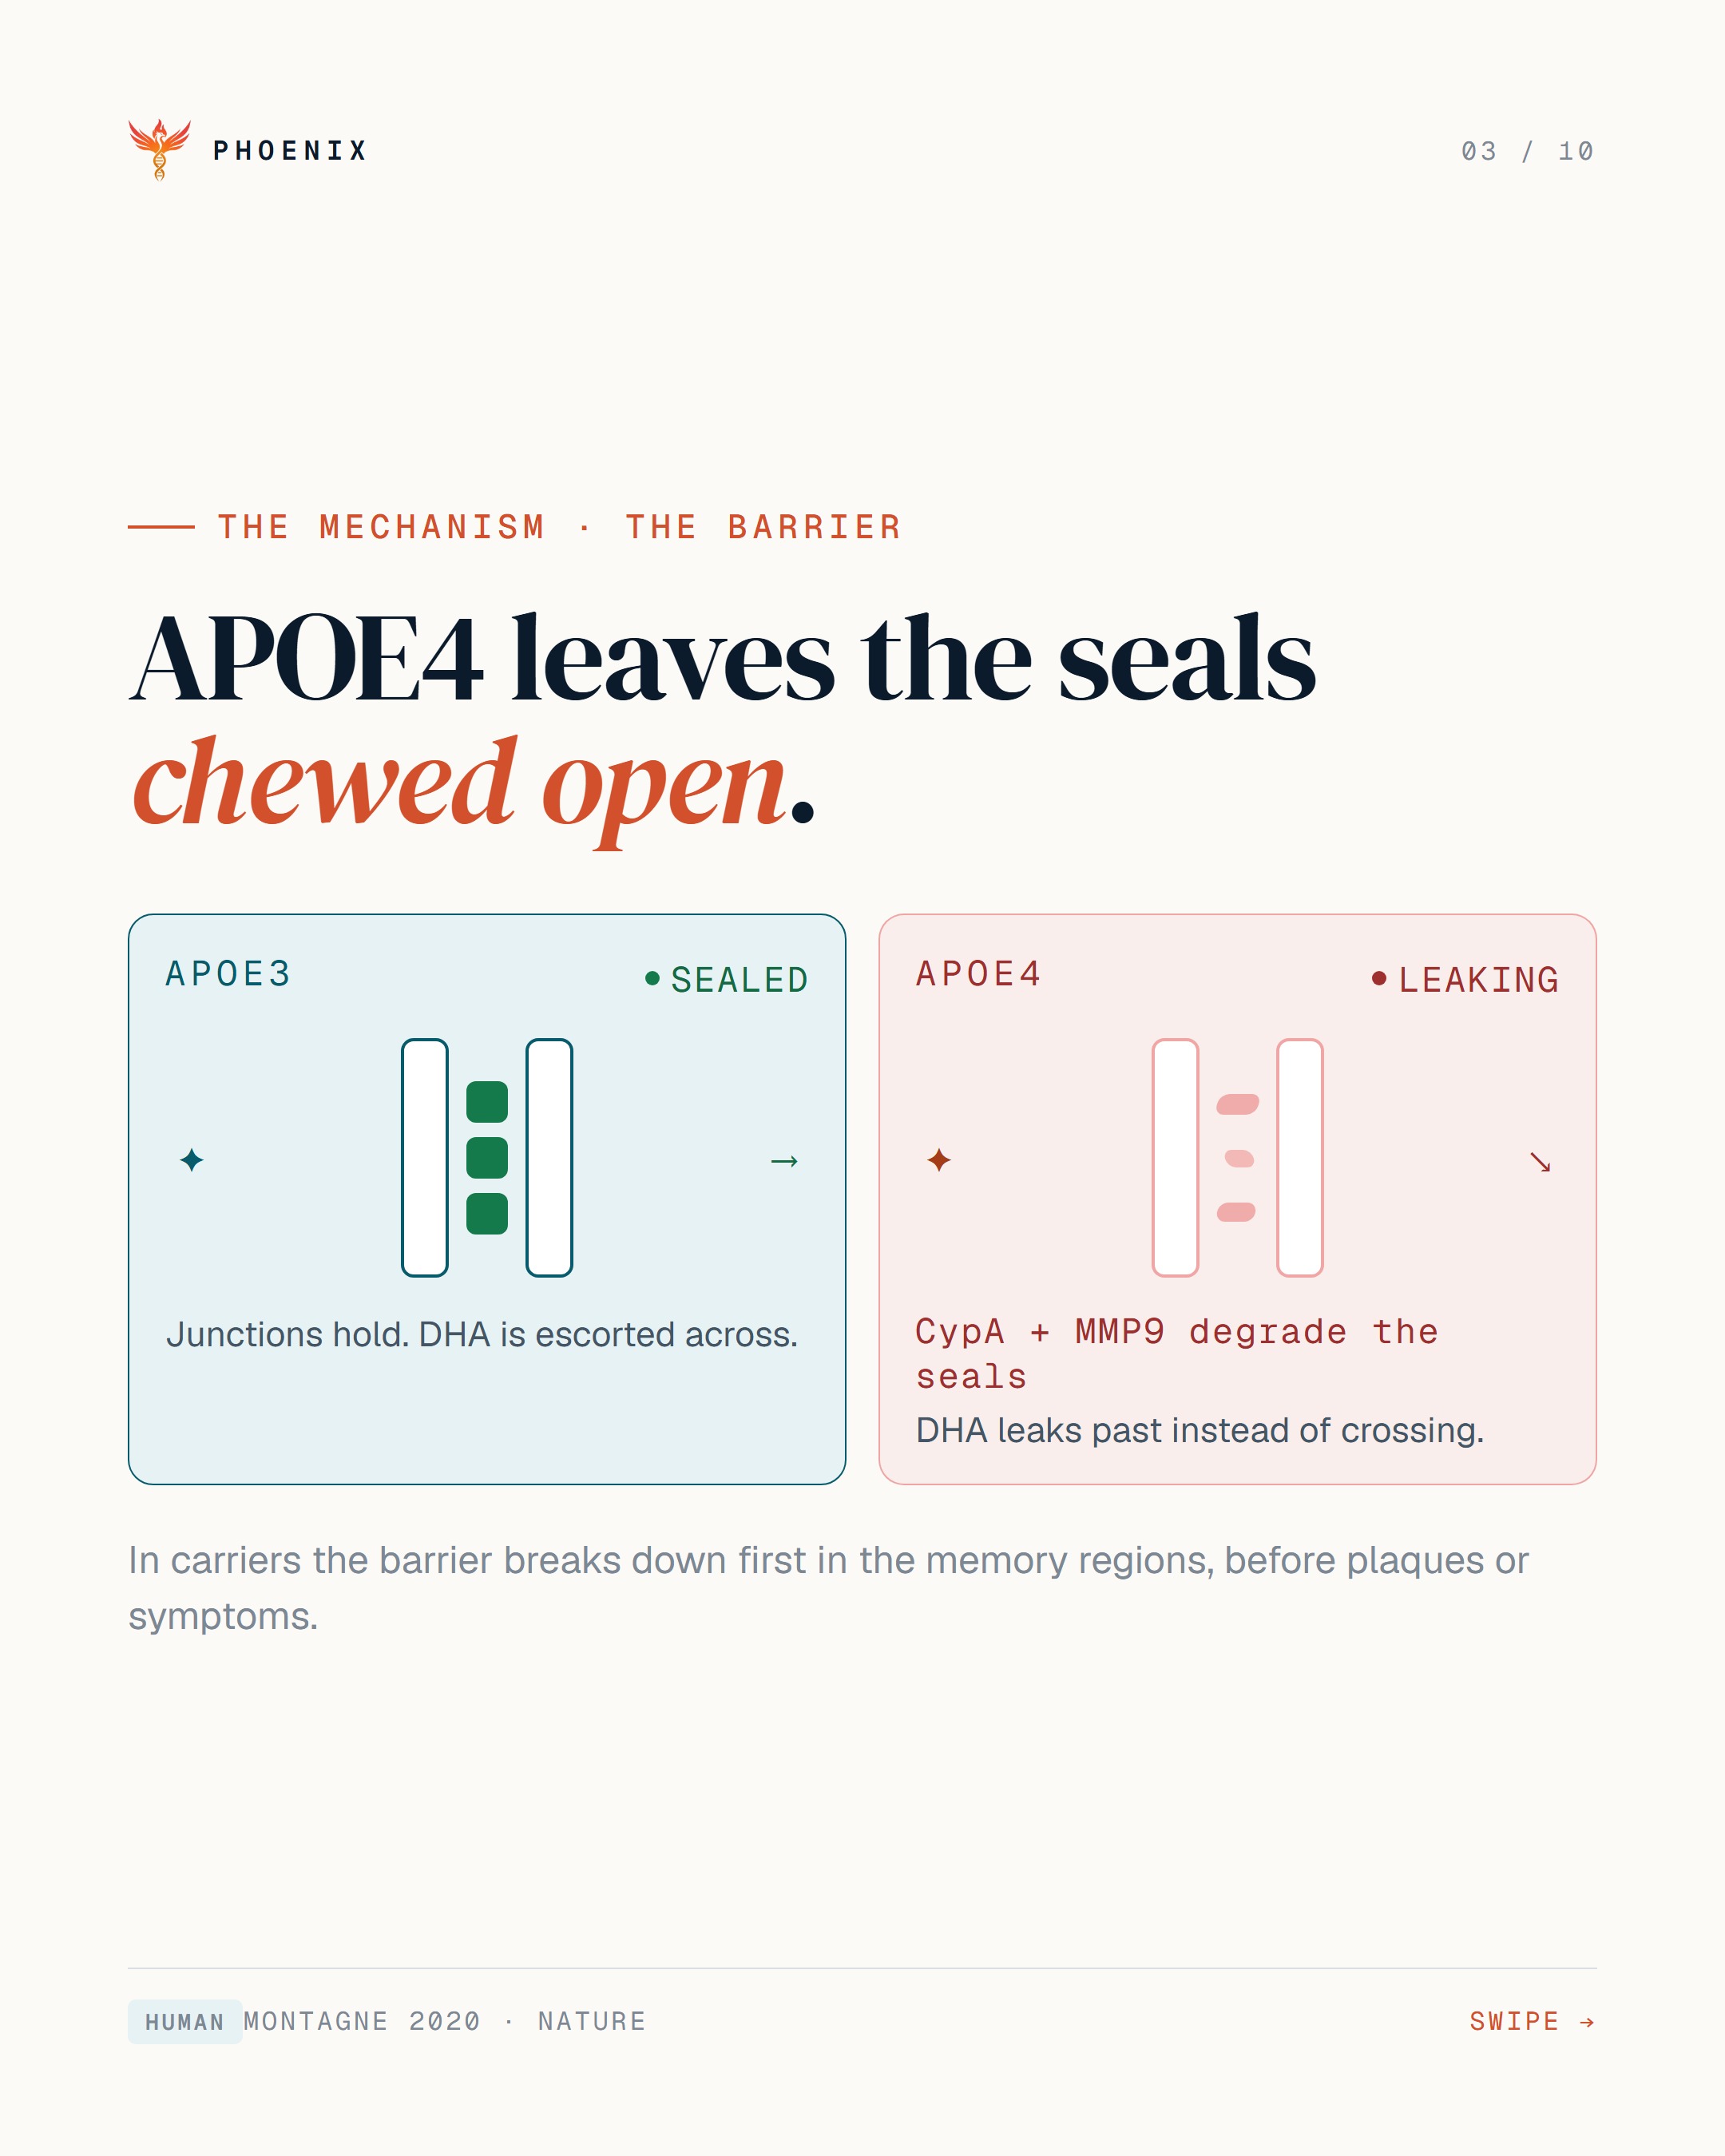 PHOENIX
03 / 10
THE MECHANISM · THE BARRIER
APOE4 leaves the seals
chewed open.
APOE3
● SEALED
✦
→
Junctions hold. DHA is escorted across.
APOE4
● LEAKING
✦
↘
CypA + MMP9 degrade the
seals
DHA leaks past instead of crossing.
In carriers the barrier breaks down first in the memory regions, before plaques or
symptoms.
HUMAN MONTAGNE 2020 · NATURE
SWIPE →